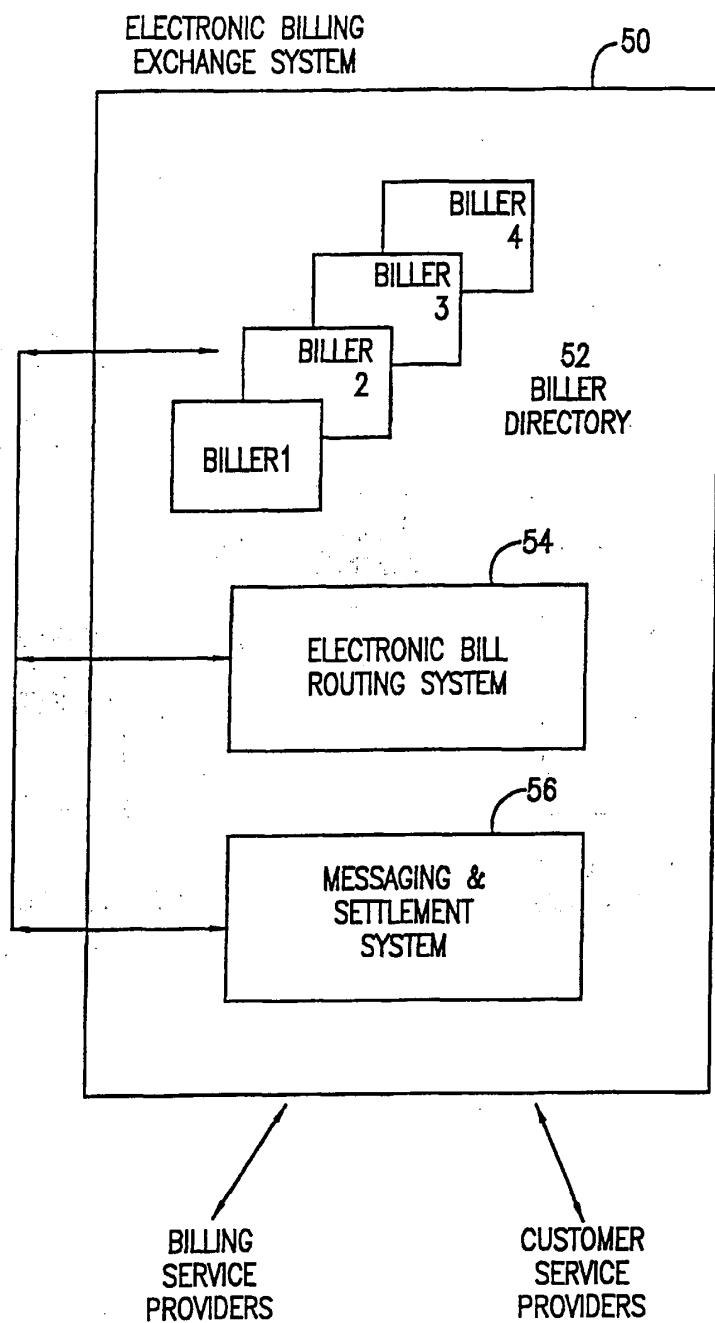 ELECTRONIC BILLING
EXCHANGE SYSTEM
50
BILLER
4
BILLER
3
BILLER
2
BILLER1
52
BILLER
DIRECTORY
54
ELECTRONIC BILL
ROUTING SYSTEM
56
MESSAGING &
SETTLEMENT
SYSTEM
BILLING
SERVICE
PROVIDERS
CUSTOMER
SERVICE
PROVIDERS